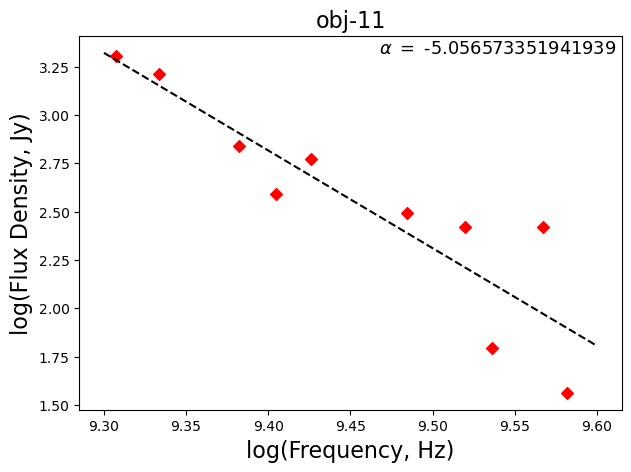 obj-11
α = -5.056573351941939
log(Flux Density, Jy)
3.25
3.00
2.75
2.50
2.25
2.00
1.75
1.50
9.30 9.35 9.40 9.45 9.50 9.55 9.60
log(Frequency, Hz)